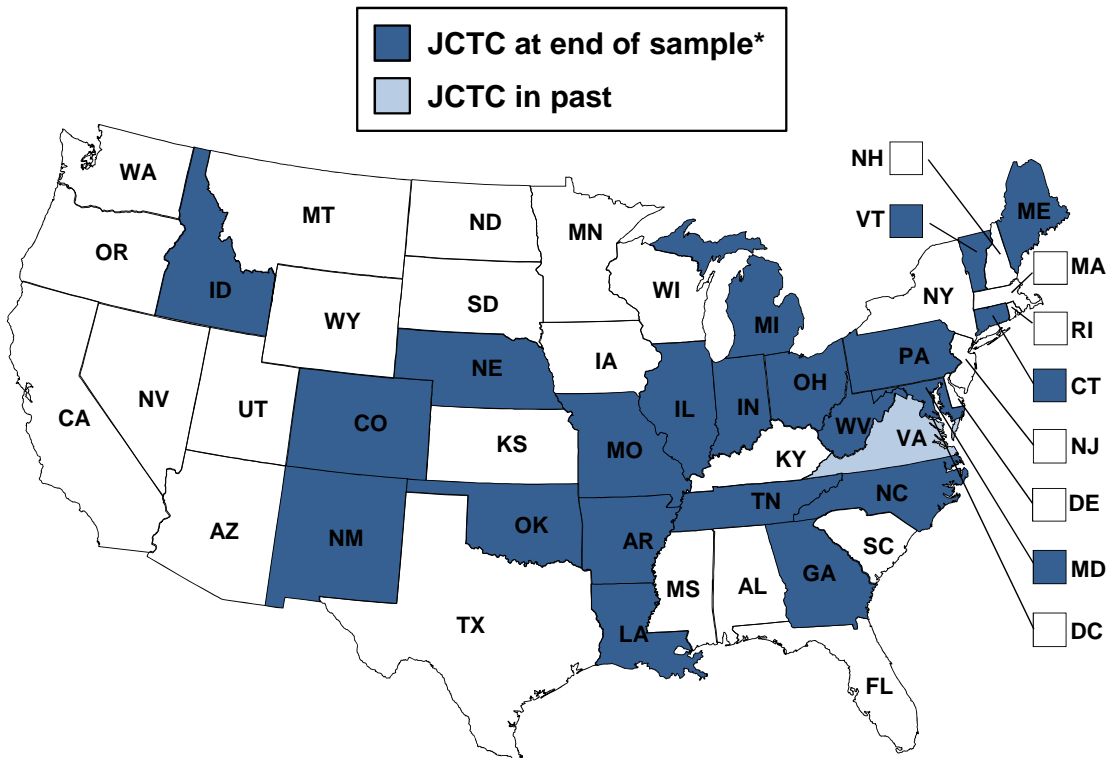 JCTC at end of sample*
JCTC in past
WA
MT
ND
MN
NH
VT
ME
OR
ID
WY
SD
WI
MI
NY
MA
RI
CT
NJ
DE
MD
DC
NE
IA
PA
OH
IN
IL
WV
VA
NV
UT
CO
KS
MO
KY
CA
AZ
NM
OK
AR
TN
NC
SC
MS
AL
GA
TX
LA
FL